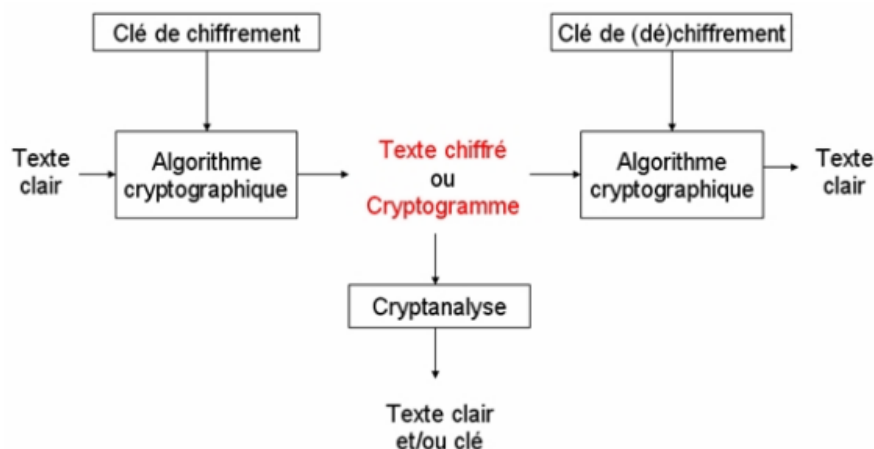 Clé de chiffrement
Clé de (dé)chiffrement
Texte
clair
Algorithme
cryptographique
Texte chiffré
ou
Cryptogramme
Algorithme
cryptographique
Texte
clair
Cryptanalyse
Texte clair
et/ou clé